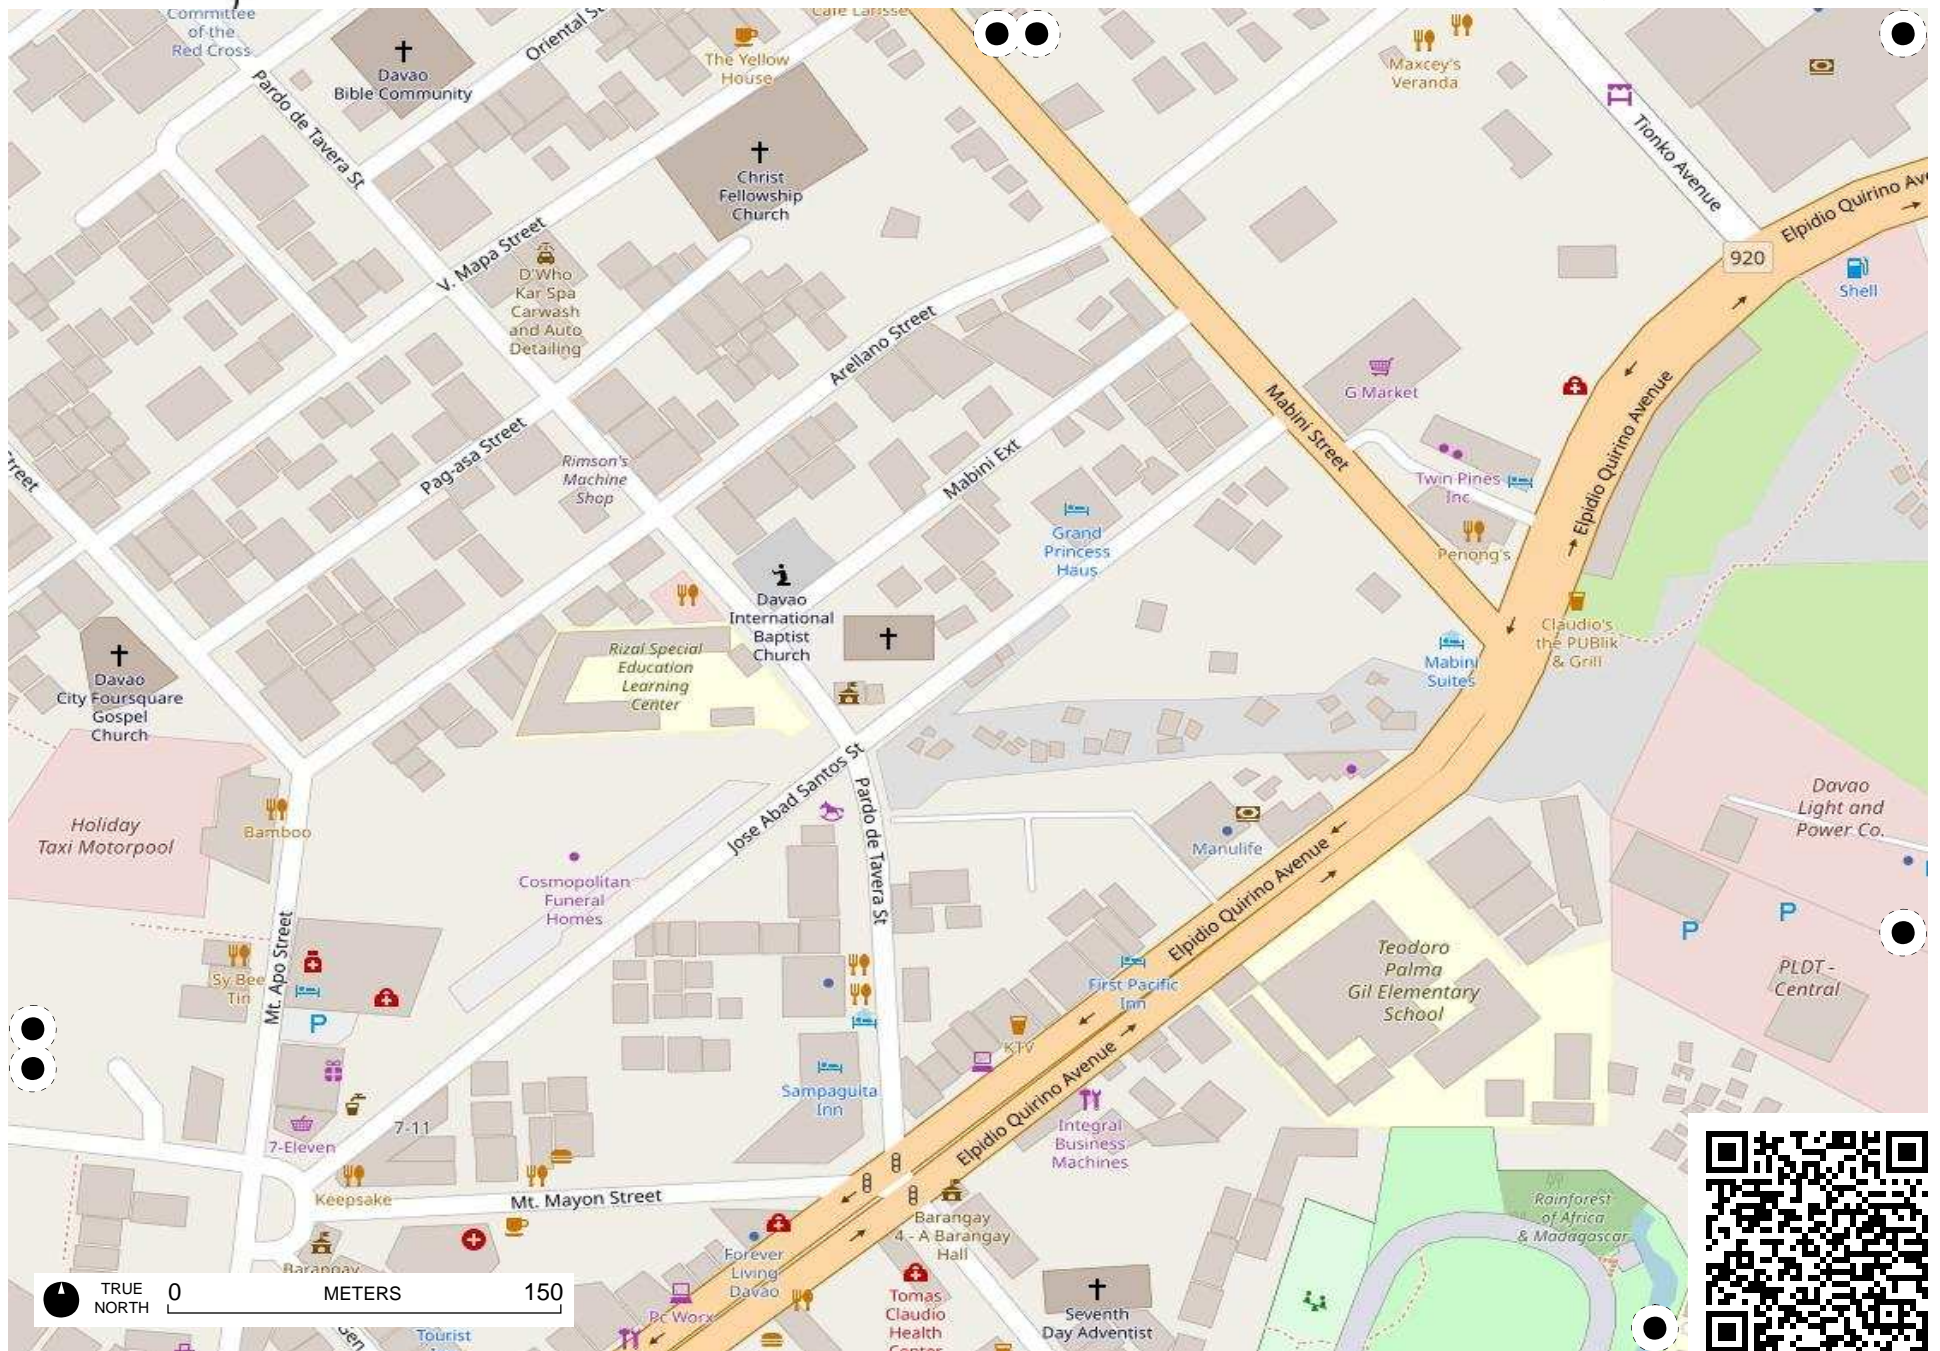 Committee
of the
Red Cross
Davao
Bible Community
Oriental St
The Yellow
House
Cafe Larisse
Maxcey's
Veranda
Tionko Avenue
Elpidio Quirino Ave
920
Shell
Pardo de Tavera St
Christ
Fellowship
Church
V. Mapa Street
D'Who
Kar Spa
Carwash
and Auto
Detailing
Arellano Street
Mabini Street
G Market
Elpidio Quirino Avenue
Elpidio Quirino Avenue
Street
Pag-asa Street
Rimson's
Machine
Shop
Mabini Ext
Grand
Princess
Haus
Twin Pines
Inc
Penong's
Davao
International
Baptist
Church
Claudio's
the PUBlik
& Grill
Mabini
Suites
Davao
City Foursquare
Gospel
Church
Rizal Special
Education
Learning
Center
Holiday
Taxi Motorpool
Bamboo
Jose Abad Santos St
Pardo de Tavera St
Manulife
Davao
Light and
Power Co.
Cosmopolitan
Funeral
Homes
Elpidio Quirino Avenue
P
P
Teodoro
Palma
Gil Elementary
School
PLDT -
Central
Mt. Apo Street
Sy Bee
Tin
P
First Pacific
Inn
KTV
Elpidio Quirino Avenue
Sampaguita
Inn
Integral
Business
Machines
7-11
7-Eleven
Keepsake
Mt. Mayon Street
Barangay
4 - A Barangay
Hall
Rainforest
of Africa
& Madagascar
Barangay
Forever
Living
Davao
Pc Worx
Tomas
Claudio
Health
Center
Seventh
Day Adventist
Tourist
Gen
TRUE
NORTH
0 METERS 150